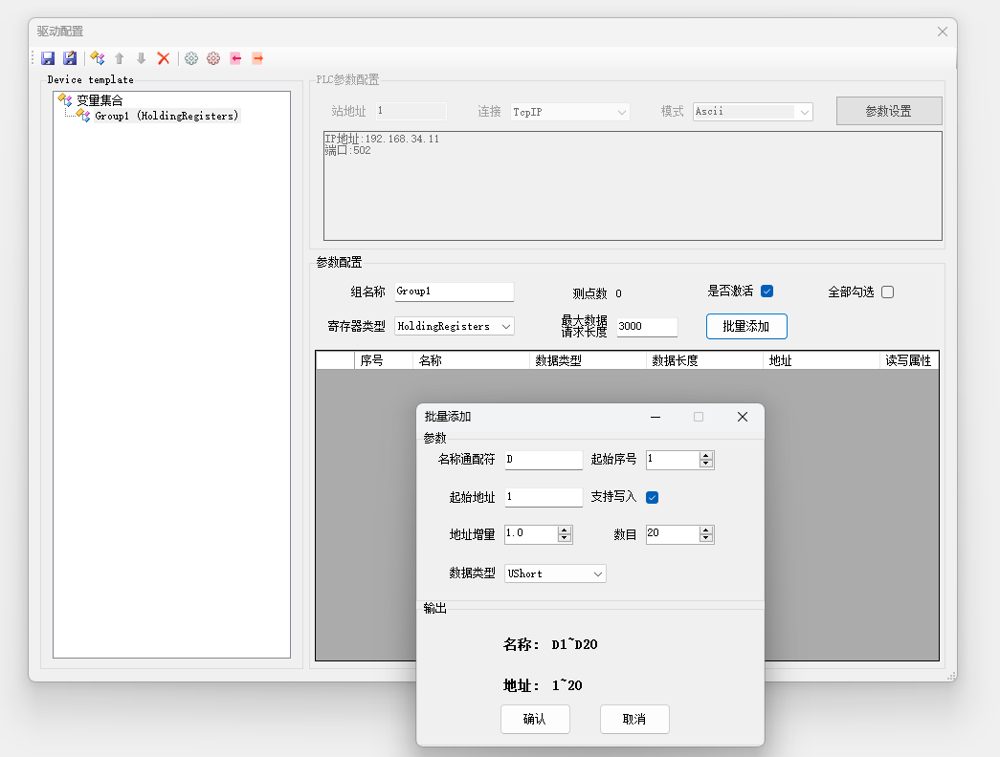 驱动配置
Device template
变量集合
Group1 (HoldingRegisters)
PLC参数配置
站地址 1 连接 TcpIP 模式 Ascii 参数设置
IP地址:192.168.34.11
端口:502
参数配置
组名称 Group1 测点数 0 是否激活 全部勾选
寄存器类型 HoldingRegisters 最大数据
请求长度 3000 批量添加
序号 名称 数据类型 数据长度 地址 读写属性
批量添加
参数
名称通配符 D 起始序号 1
起始地址 1 支持写入
地址增量 1.0 数目 20
数据类型 UShort
输出
名称: D1~D20
地址: 1~20
确认 取消